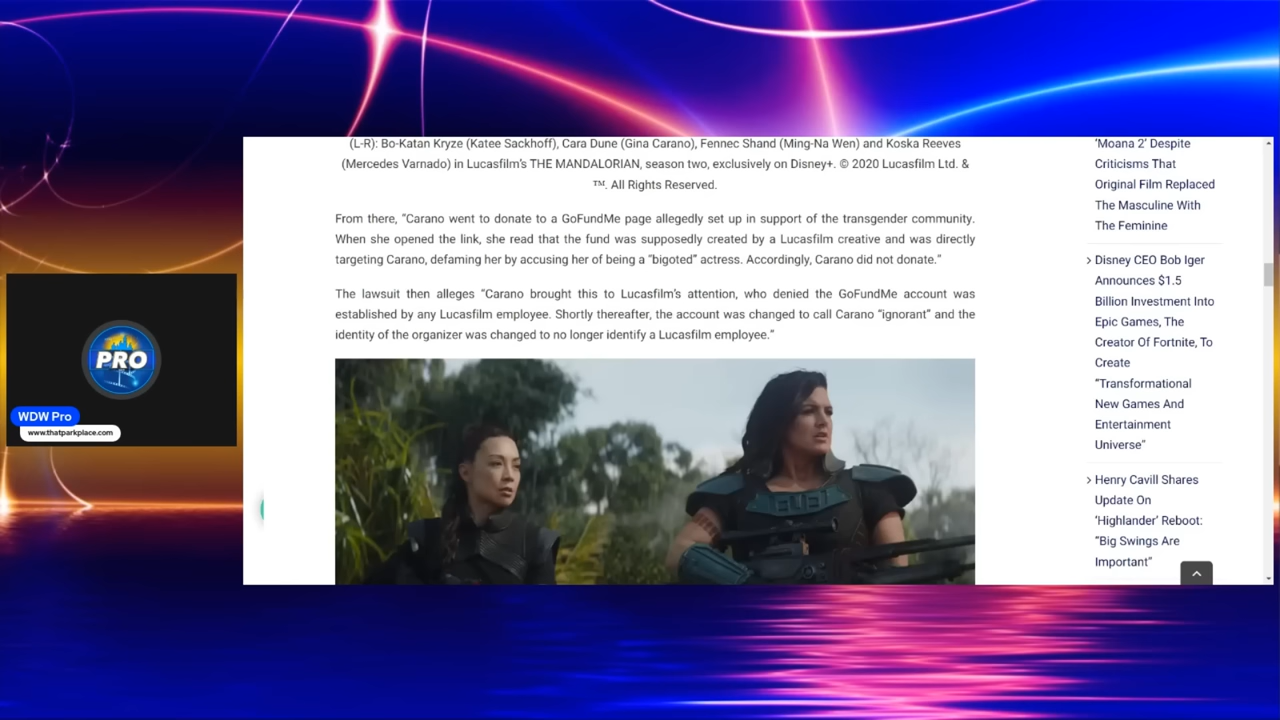 (L-R): Bo-Katan Kryze (Katee Sackhoff), Cara Dune (Gina Carano), Fennec Shand (Ming-Na Wen) and Koska Reeves
(Mercedes Varnado) in Lucasfilm's THE MANDALORIAN, season two, exclusively on Disney+. © 2020 Lucasfilm Ltd. &
™. All Rights Reserved.
From there, “Carano went to donate to a GoFundMe page allegedly set up in support of the transgender community.
When she opened the link, she read that the fund was supposedly created by a Lucasfilm creative and was directly
targeting Carano, defaming her by accusing her of being a “bigoted” actress. Accordingly, Carano did not donate.”
The lawsuit then alleges “Carano brought this to Lucasfilm’s attention, who denied the GoFundMe account was
established by any Lucasfilm employee. Shortly thereafter, the account was changed to call Carano “ignorant” and the
identity of the organizer was changed to no longer identify a Lucasfilm employee.”
‘Moana 2’ Despite
Criticisms That
Original Film Replaced
The Masculine With
The Feminine
Disney CEO Bob Iger
Announces $1.5
Billion Investment Into
Epic Games, The
Creator Of Fortnite, To
Create
“Transformational
New Games And
Entertainment
Universe”
Henry Cavill Shares
Update On
‘Highlander’ Reboot:
“Big Swings Are
Important”
PRO
WDW Pro
www.thatparkplace.com